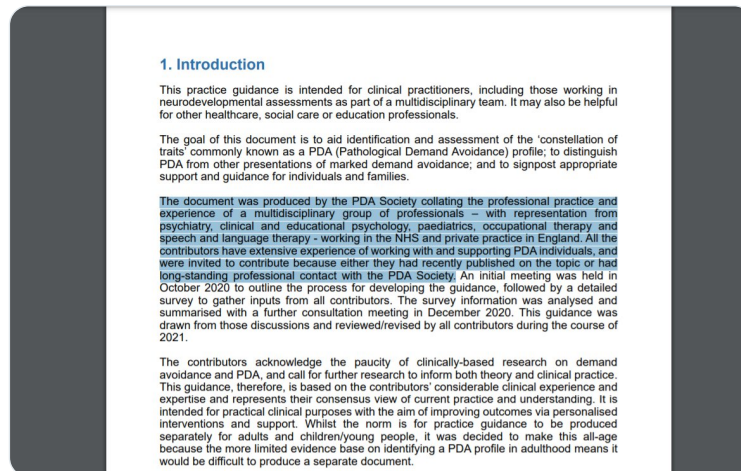 1. Introduction
This practice guidance is intended for clinical practitioners, including those working in
neurodevelopmental assessments as part of a multidisciplinary team. It may also be helpful
for other healthcare, social care or education professionals.
The goal of this document is to aid identification and assessment of the ‘constellation of
traits’ commonly known as a PDA (Pathological Demand Avoidance) profile; to distinguish
PDA from other presentations of marked demand avoidance; and to signpost appropriate
support and guidance for individuals and families.
The document was produced by the PDA Society collating the professional practice and
experience of a multidisciplinary group of professionals – with representation from
psychiatry, clinical and educational psychology, paediatrics, occupational therapy and
speech and language therapy - working in the NHS and private practice in England. All the
contributors have extensive experience of working with and supporting PDA individuals, and
were invited to contribute because either they had recently published on the topic or had
long-standing professional contact with the PDA Society. An initial meeting was held in
October 2020 to outline the process for developing the guidance, followed by a detailed
survey to gather inputs from all contributors. The survey information was analysed and
summarised with a further consultation meeting in December 2020. This guidance was
drawn from those discussions and reviewed/revised by all contributors during the course of
2021.
The contributors acknowledge the paucity of clinically-based research on demand
avoidance and PDA, and call for further research to inform both theory and clinical practice.
This guidance, therefore, is based on the contributors’ considerable clinical experience and
expertise and represents their consensus view of current practice and understanding. It is
intended for practical clinical purposes with the aim of improving outcomes via personalised
interventions and support. Whilst the norm is for practice guidance to be produced
separately for adults and children/young people, it was decided to make this all-age
because the more limited evidence base on identifying a PDA profile in adulthood means it
would be difficult to produce a separate document.